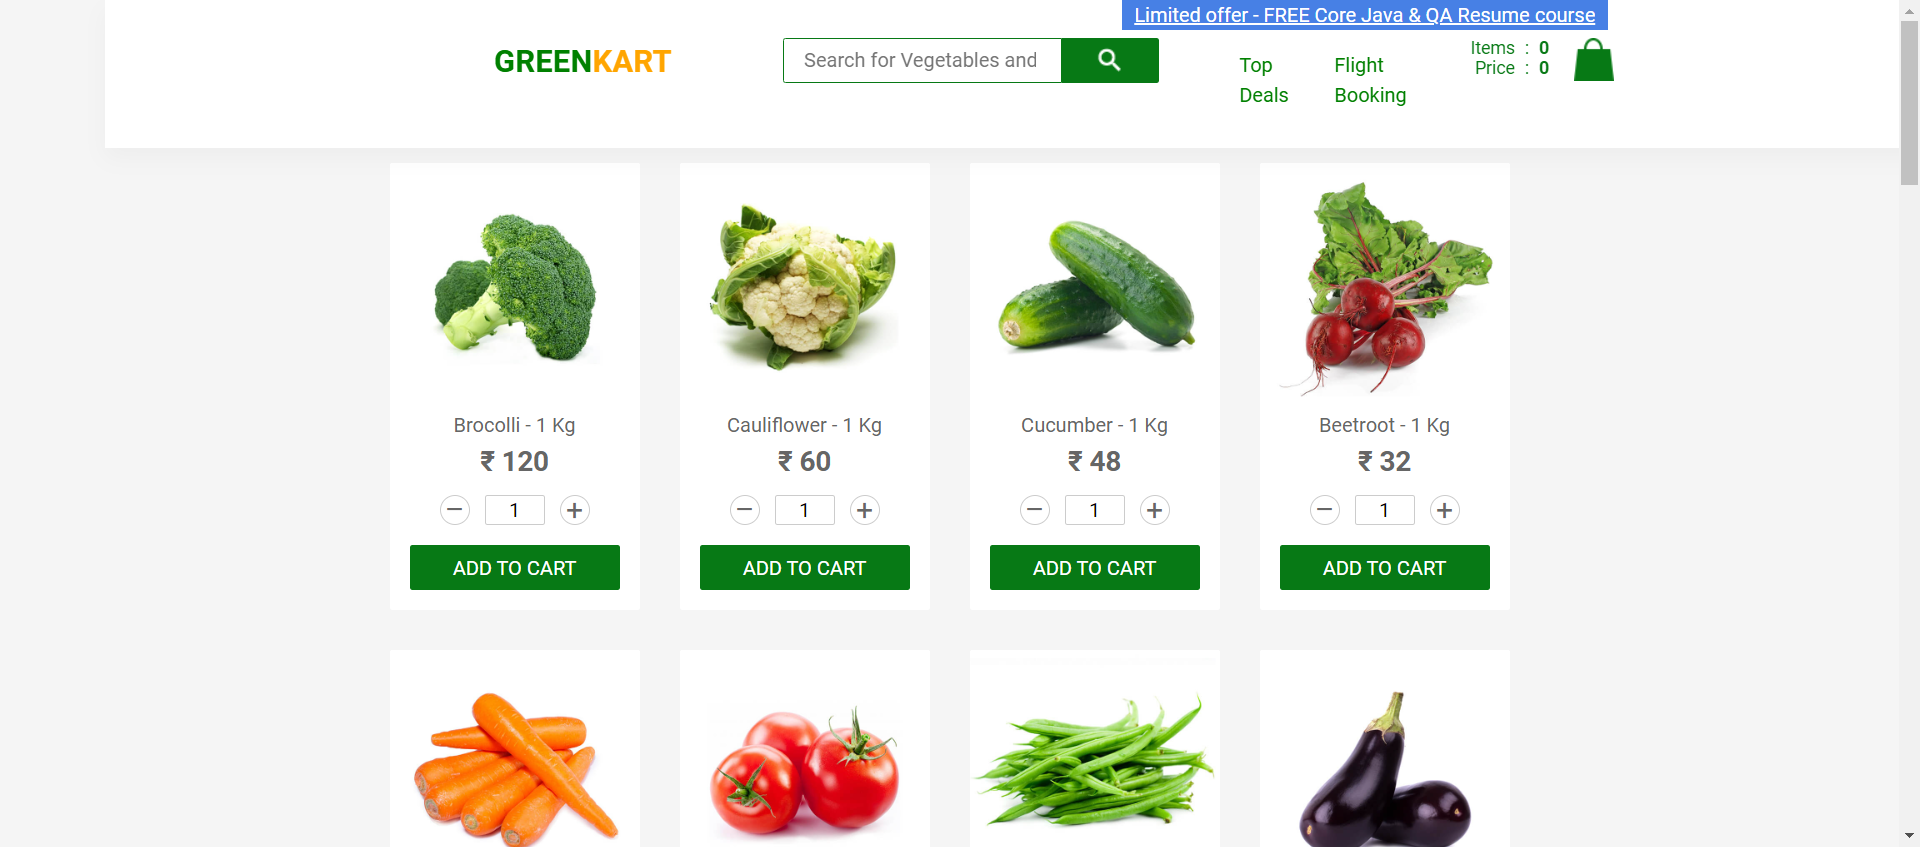 Limited offer - FREE Core Java & QA Resume course
GREENKART
Search for Vegetables and
Top Deals
Flight Booking
Items : 0
Price : 0
Brocolli - 1 Kg
₹ 120
− 1 +
ADD TO CART
Cauliflower - 1 Kg
₹ 60
− 1 +
ADD TO CART
Cucumber - 1 Kg
₹ 48
− 1 +
ADD TO CART
Beetroot - 1 Kg
₹ 32
− 1 +
ADD TO CART